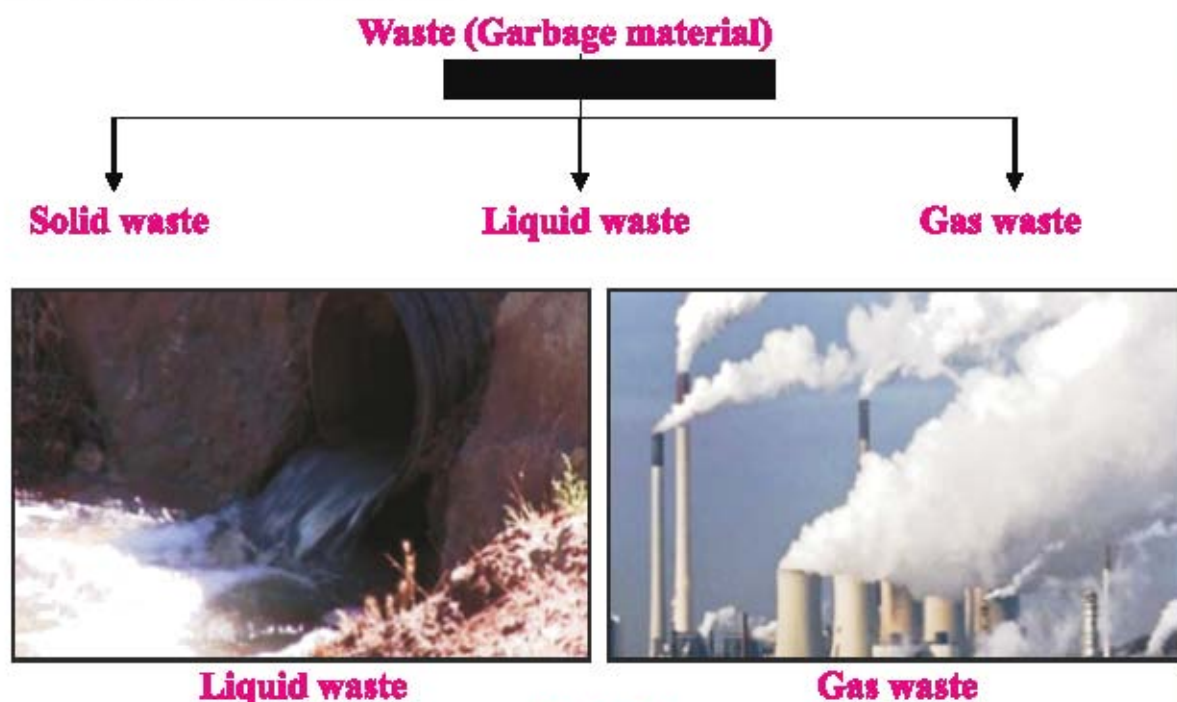 Waste (Garbage material)
Solid waste
Liquid waste
Gas waste
Liquid waste
Gas waste